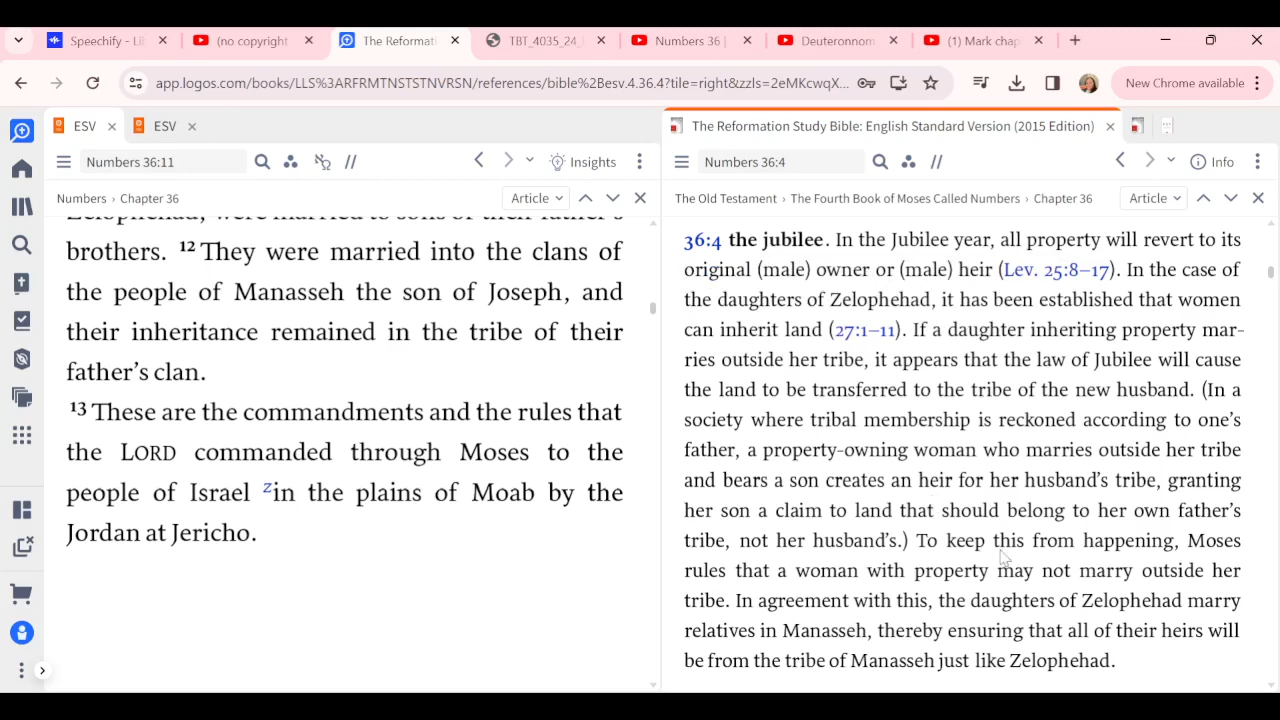 Speechify - Li
(no copyright
The Reformati
TBT_4035_24_
Numbers 36 |
Deuteronnom
(1) Mark chap
app.logos.com/books/LLS%3ARFRMTNSTSTNVRSN/references/bible%2Besv.4.36.4?tile=right&zzls=2eMKcwqX...
New Chrome available
ESV
ESV
The Reformation Study Bible: English Standard Version (2015 Edition)
Numbers 36:11
Insights
Numbers 36:4
Info
Numbers › Chapter 36
Article
The Old Testament › The Fourth Book of Moses Called Numbers › Chapter 36
Article
Zelophehad, were married to sons of their father's
brothers. 12 They were married into the clans of
the people of Manasseh the son of Joseph, and
their inheritance remained in the tribe of their
father's clan.
13 These are the commandments and the rules that
the LORD commanded through Moses to the
people of Israel z in the plains of Moab by the
Jordan at Jericho.
36:4 the jubilee. In the Jubilee year, all property will revert to its
original (male) owner or (male) heir (Lev. 25:8–17). In the case of
the daughters of Zelophehad, it has been established that women
can inherit land (27:1–11). If a daughter inheriting property mar-
ries outside her tribe, it appears that the law of Jubilee will cause
the land to be transferred to the tribe of the new husband. (In a
society where tribal membership is reckoned according to one's
father, a property-owning woman who marries outside her tribe
and bears a son creates an heir for her husband's tribe, granting
her son a claim to land that should belong to her own father's
tribe, not her husband's.) To keep this from happening, Moses
rules that a woman with property may not marry outside her
tribe. In agreement with this, the daughters of Zelophehad marry
relatives in Manasseh, thereby ensuring that all of their heirs will
be from the tribe of Manasseh just like Zelophehad.